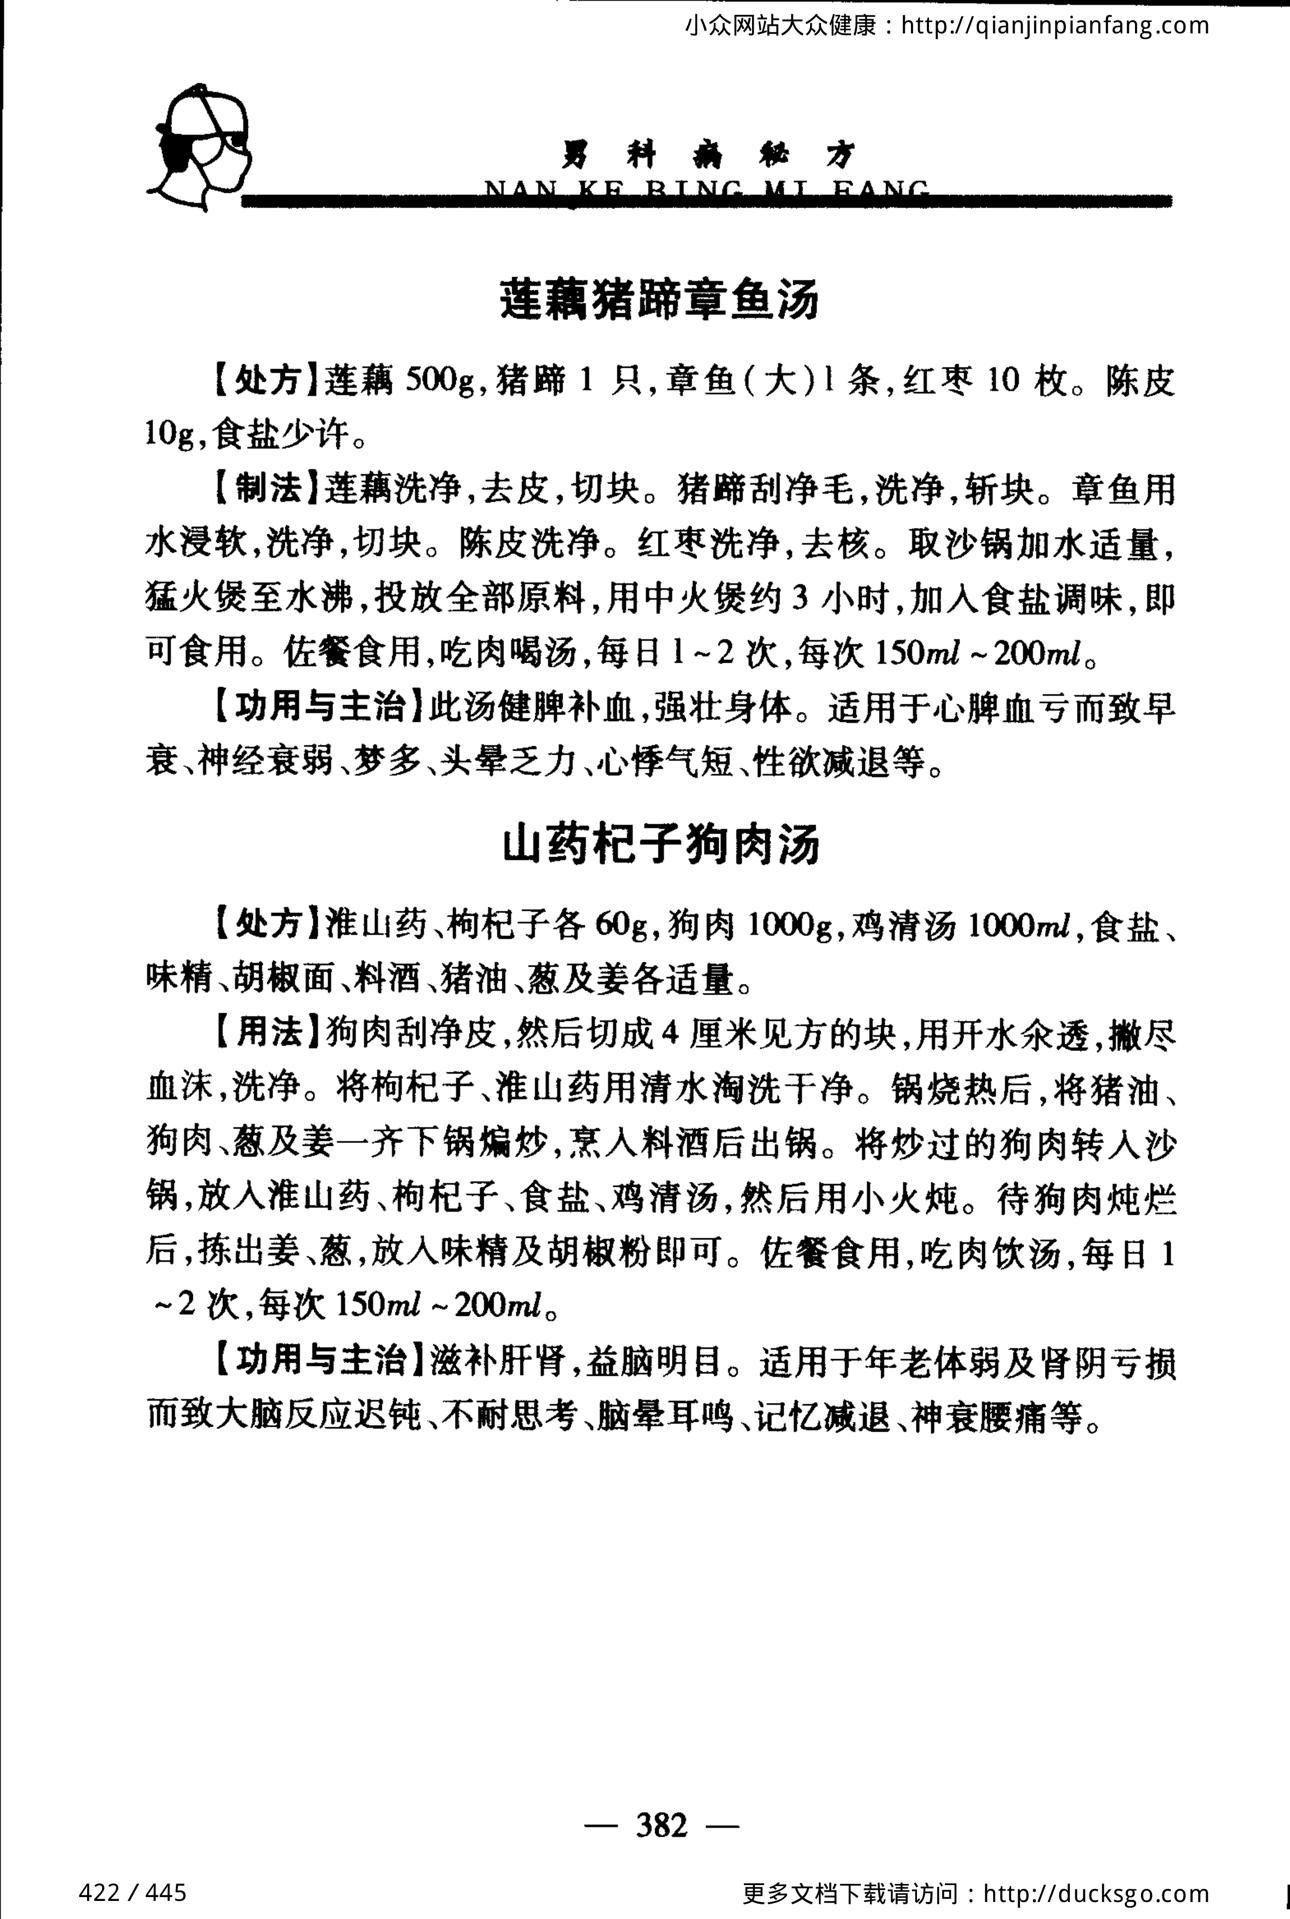 小众网站大众健康：http://qianjinpianfang.com
男科病秘方
NAN KE BING MI FANG
莲藕猪蹄章鱼汤
【处方】莲藕 500g,猪蹄 1 只,章鱼(大)1 条,红枣 10 枚。陈皮
10g,食盐少许。
【制法】莲藕洗净,去皮,切块。猪蹄刮净毛,洗净,斩块。章鱼用
水浸软,洗净,切块。陈皮洗净。红枣洗净,去核。取沙锅加水适量,
猛火煲至水沸,投放全部原料,用中火煲约 3 小时,加入食盐调味,即
可食用。佐餐食用,吃肉喝汤,每日 1~2 次,每次 150ml~200ml。
【功用与主治】此汤健脾补血,强壮身体。适用于心脾血亏而致早
衰、神经衰弱、梦多、头晕乏力、心悸气短、性欲减退等。
山药杞子狗肉汤
【处方】淮山药、枸杞子各 60g,狗肉 1000g,鸡清汤 1000ml,食盐、
味精、胡椒面、料酒、猪油、葱及姜各适量。
【用法】狗肉刮净皮,然后切成 4 厘米见方的块,用开水汆透,撇尽
血沫,洗净。将枸杞子、淮山药用清水淘洗干净。锅烧热后,将猪油、
狗肉、葱及姜一齐下锅煸炒,烹入料酒后出锅。将炒过的狗肉转入沙
锅,放入淮山药、枸杞子、食盐、鸡清汤,然后用小火炖。待狗肉炖烂
后,拣出姜、葱,放入味精及胡椒粉即可。佐餐食用,吃肉饮汤,每日 1
~2 次,每次 150ml~200ml。
【功用与主治】滋补肝肾,益脑明目。适用于年老体弱及肾阴亏损
而致大脑反应迟钝、不耐思考、脑晕耳鸣、记忆减退、神衰腰痛等。
— 382 —
422 / 445
更多文档下载请访问：http://ducksgo.com